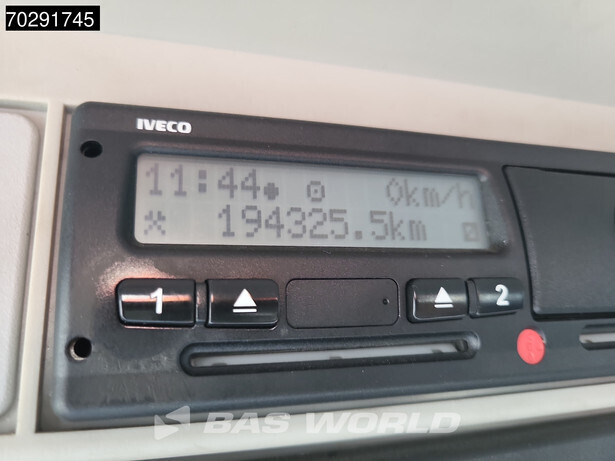 70291745
IVECO
11:44 0km/h
194325.5km
1 2
BAS WORLD